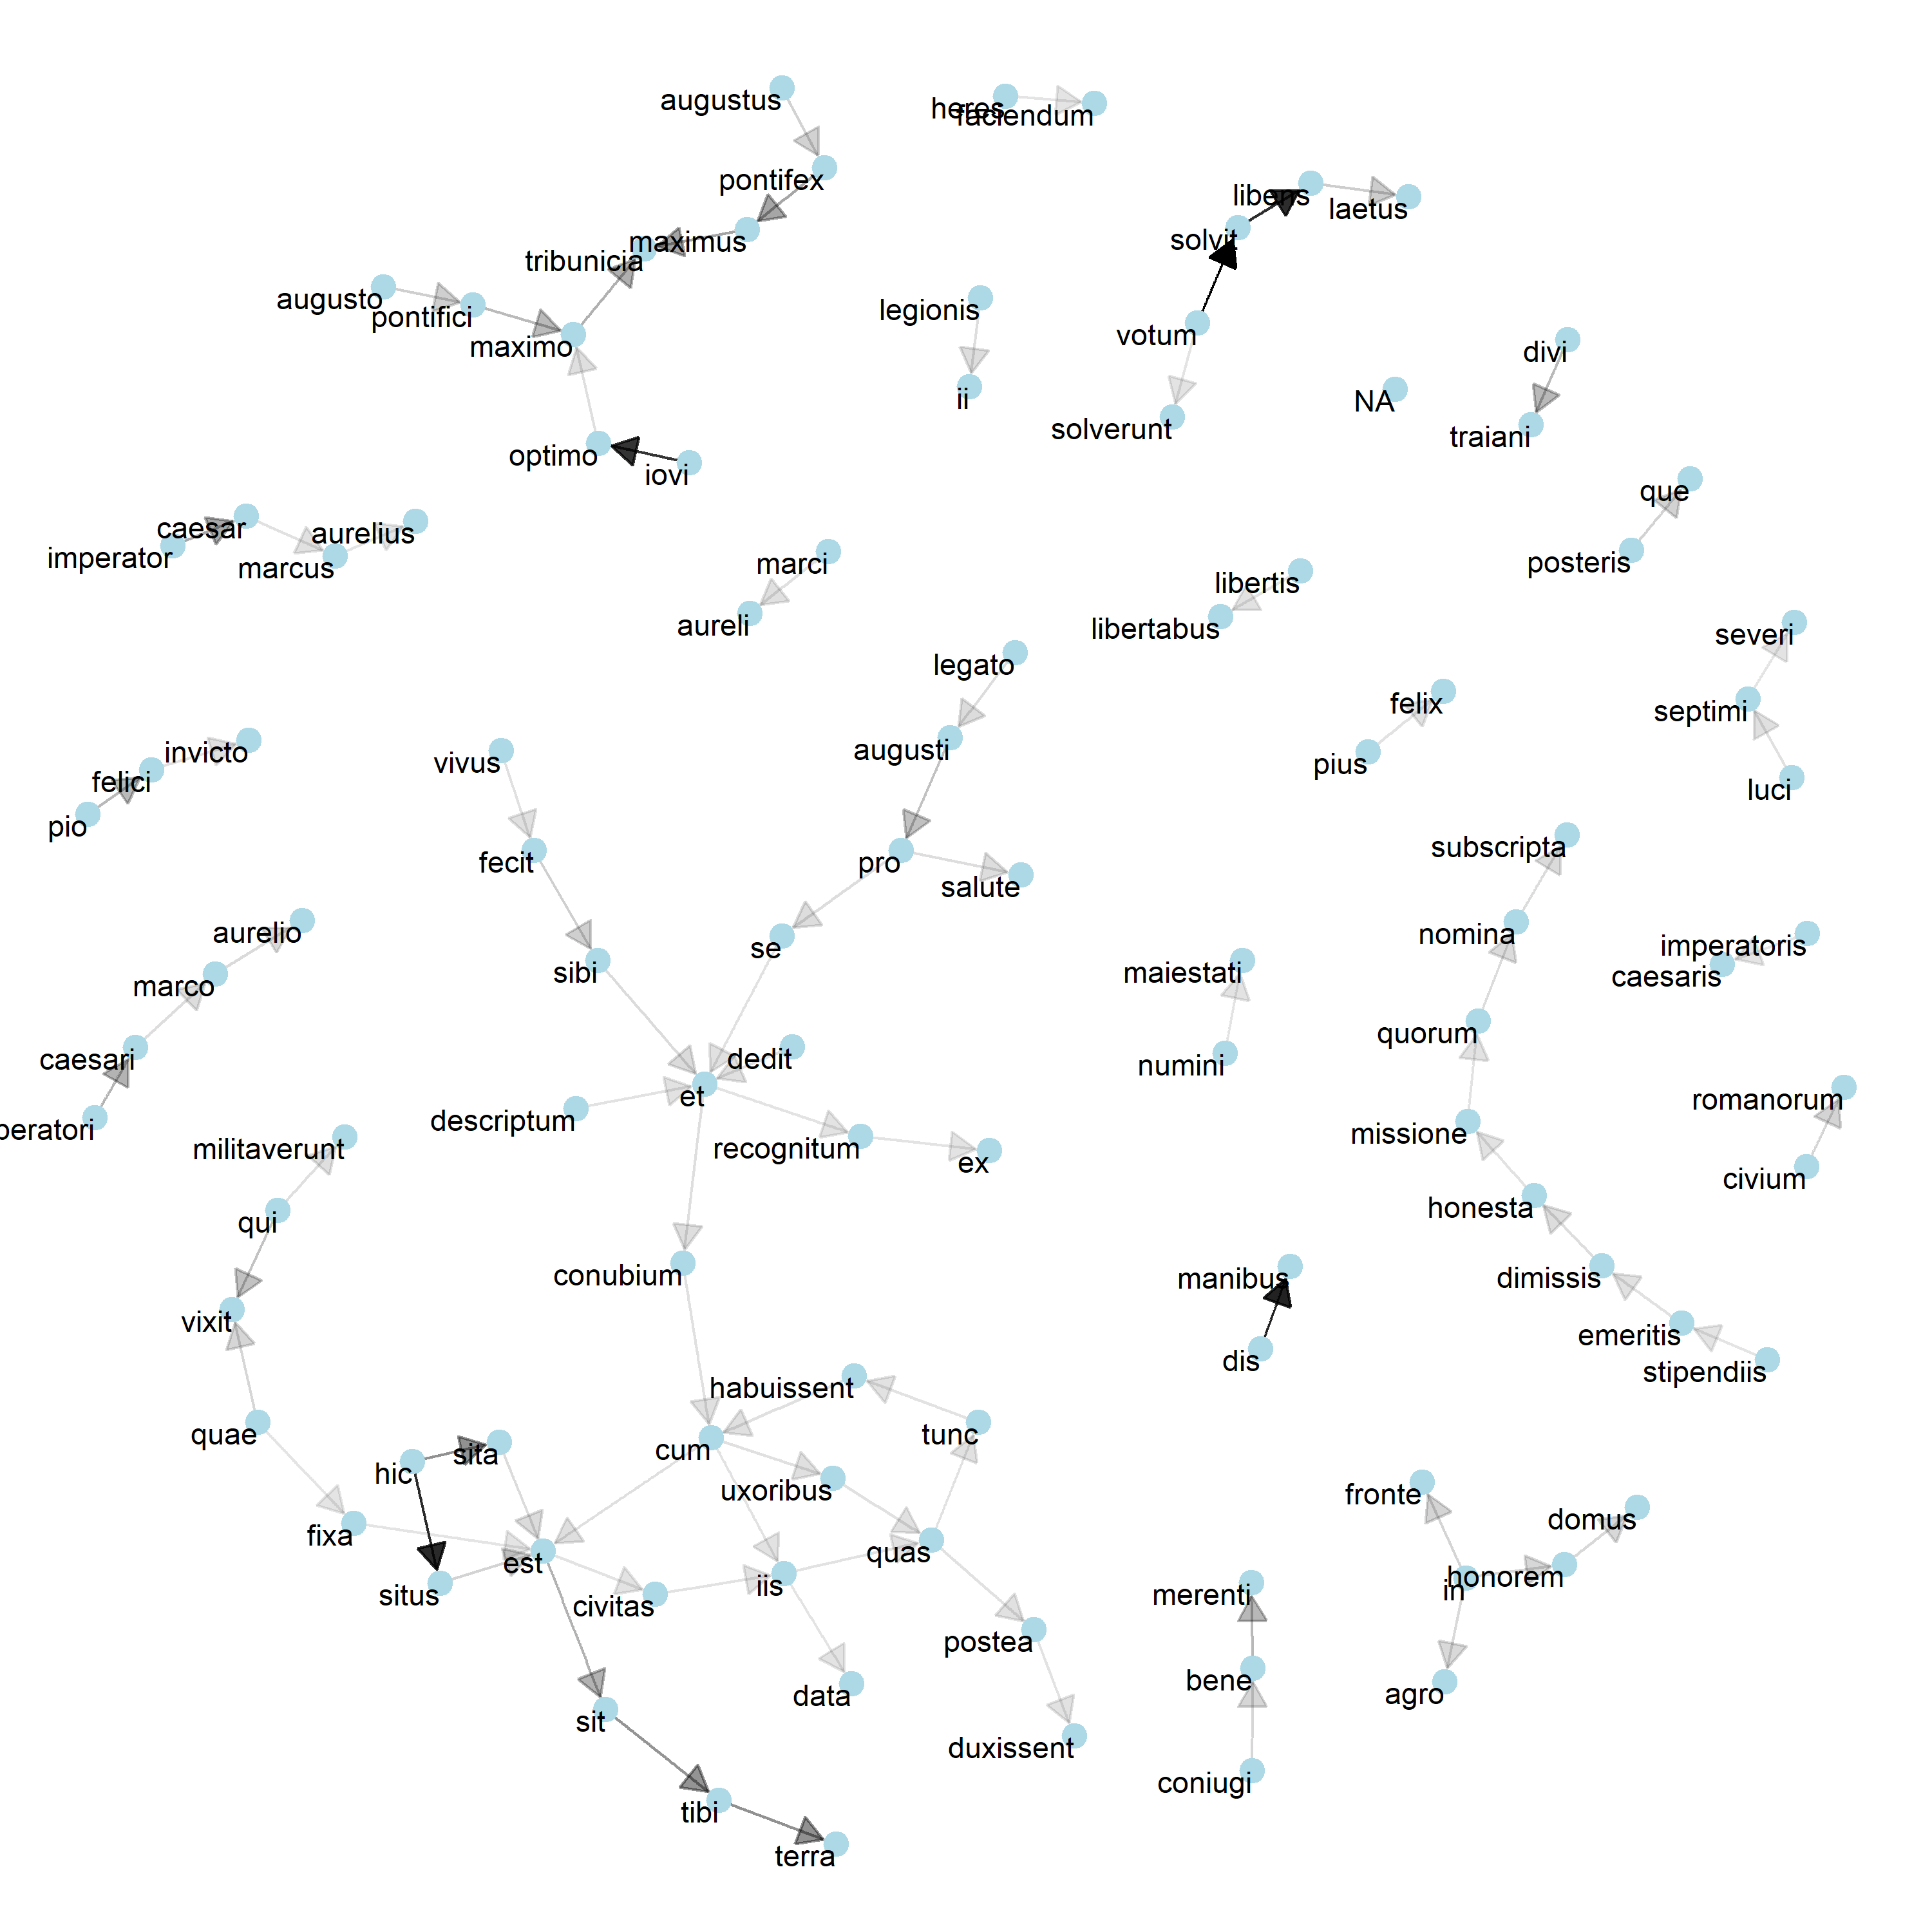 augustus
heres
faciendum
pontifex
libens
laetus
maximus
solvit
tribunicia
augusto
legionis
pontifici
votum
maximo
divi
ii
NA
solverunt
traiani
optimo
iovi
que
caesar
aurelius
imperator
marcus
marci
posteris
libertis
aureli
libertabus
severi
legato
felix
septimi
invicto
vivus
augusti
pius
felici
luci
pio
subscripta
fecit
pro
salute
aurelio
nomina
se
imperatoris
sibi
maiestati
caesaris
marco
quorum
caesari
dedit
numini
et
romanorum
descriptum
peratori
missione
militaverunt
recognitum
ex
civium
honesta
qui
conubium
manibus
dimissis
vixit
emeritis
dis
stipendiis
habuissent
quae
tunc
cum
sita
hic
uxoribus
fronte
domus
fixa
quas
est
honorem
iis
in
situs
merenti
civitas
postea
bene
data
agro
sit
duxissent
coniugi
tibi
terra